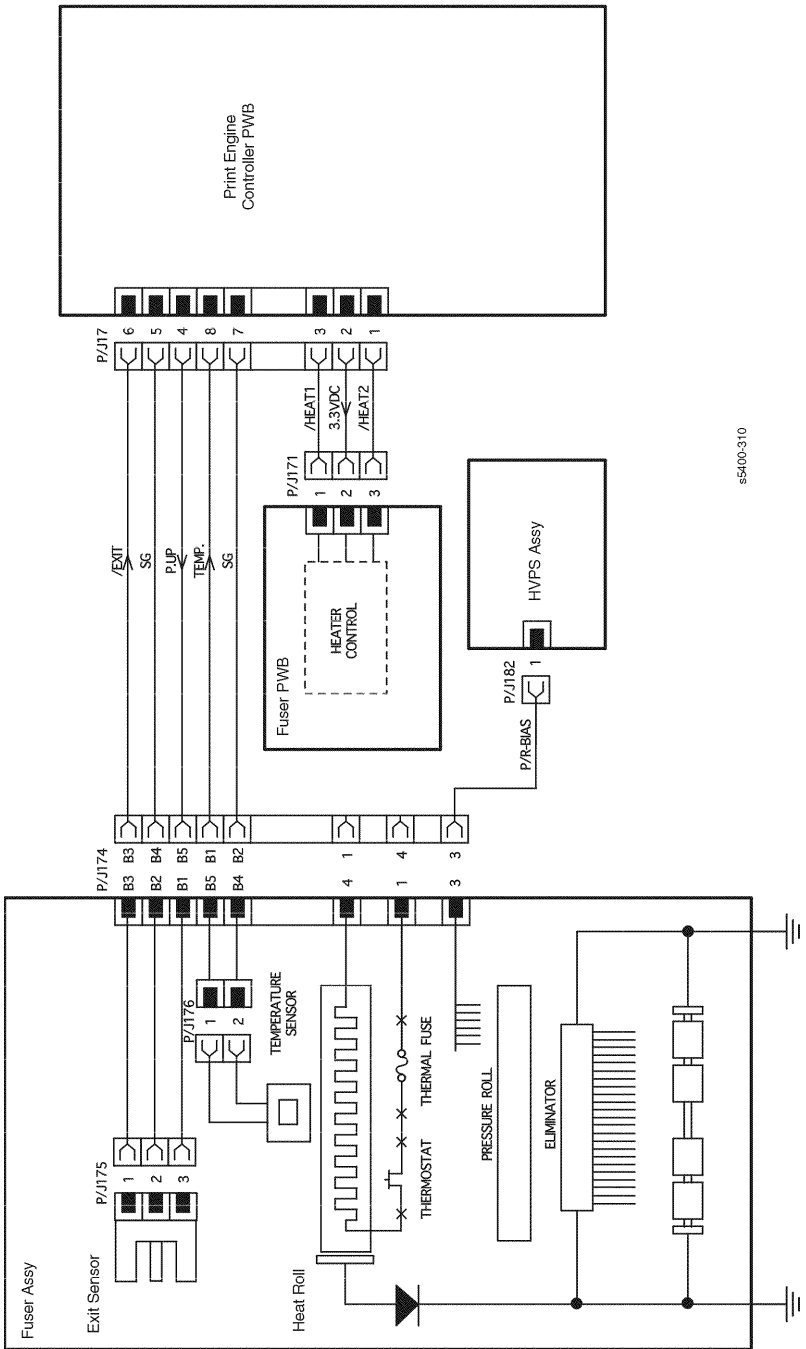 Print Engine
Controller PWB
P/J17
6
5
4
8
7
3
2
1
/HEAT1
3.3VDC
/HEAT2
P/J171
1
2
3
/EXIT
SG
P.UP
TEMP.
SG
HEATER
CONTROL
Fuser PWB
HVPS Assy
P/J182
1
P/R-BIAS
s5400-310
P/J174
B3 B3
B2 B4
B1 B5
B5 B1
B4 B2
4 1
1 4
3 3
P/J176
1
2
TEMPERATURE
SENSOR
P/J175
1
2
3
Exit Sensor
Fuser Assy
Heat Roll
THERMOSTAT
THERMAL FUSE
PRESSURE ROLL
ELIMINATOR